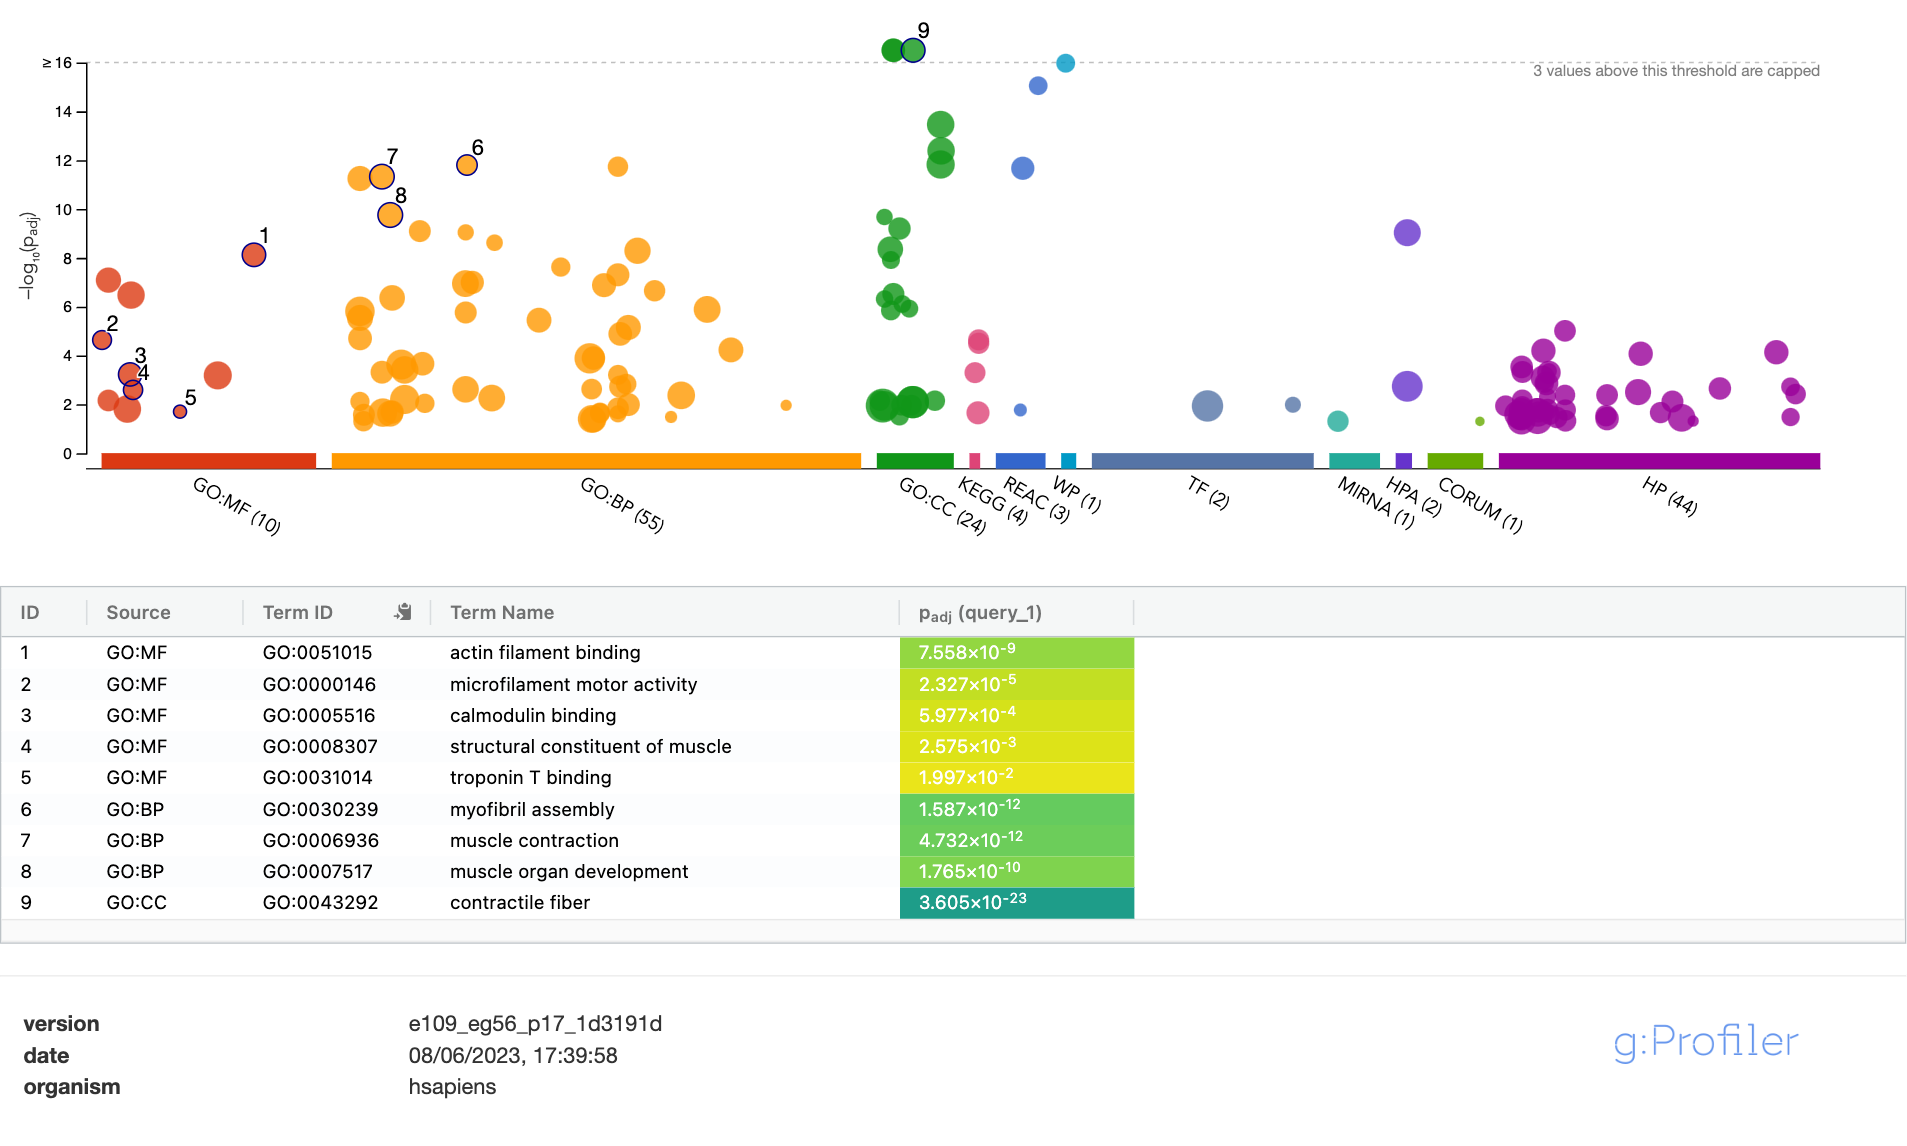 9
≥ 16
3 values above this threshold are capped
14
12
10
8
6
4
2
0
-log10(padj)
7
6
8
1
2
3
4
5
GO:MF (10)
GO:BP (55)
GO:CC (24)
KEGG (4)
REAC (3)
WP (1)
TF (2)
MIRNA (1)
HPA (2)
CORUM (1)
HP (44)
ID Source Term ID Term Name padj (query_1)
1 GO:MF GO:0051015 actin filament binding 7.558×10-9
2 GO:MF GO:0000146 microfilament motor activity 2.327×10-5
3 GO:MF GO:0005516 calmodulin binding 5.977×10-4
4 GO:MF GO:0008307 structural constituent of muscle 2.575×10-3
5 GO:MF GO:0031014 troponin T binding 1.997×10-2
6 GO:BP GO:0030239 myofibril assembly 1.587×10-12
7 GO:BP GO:0006936 muscle contraction 4.732×10-12
8 GO:BP GO:0007517 muscle organ development 1.765×10-10
9 GO:CC GO:0043292 contractile fiber 3.605×10-23
version e109_eg56_p17_1d3191d
date 08/06/2023, 17:39:58
organism hsapiens
g:Profiler